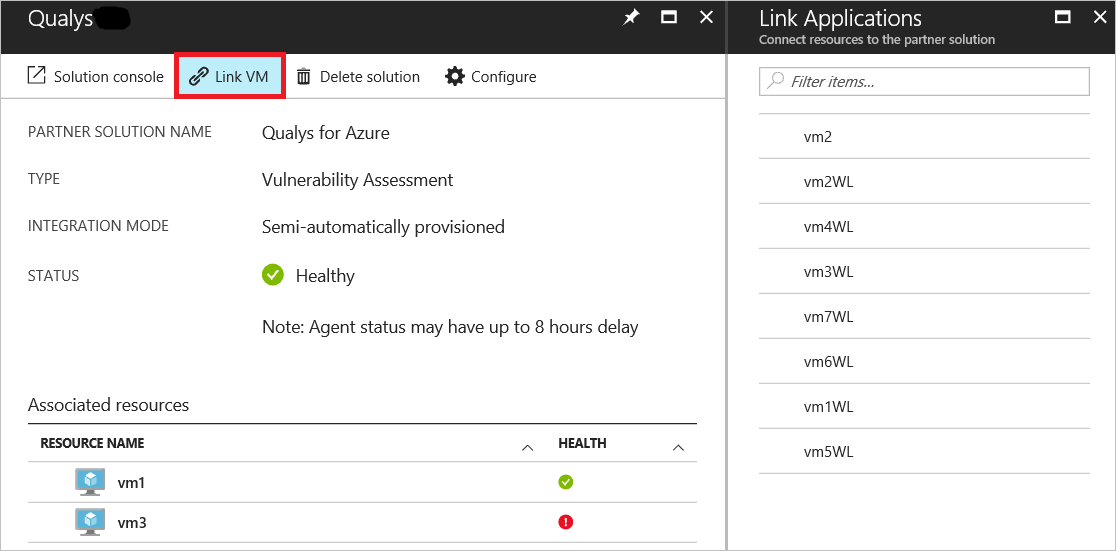 Qualys
Solution console Link VM Delete solution Configure
PARTNER SOLUTION NAME Qualys for Azure
TYPE Vulnerability Assessment
INTEGRATION MODE Semi-automatically provisioned
STATUS Healthy
Note: Agent status may have up to 8 hours delay
Associated resources
RESOURCE NAME HEALTH
vm1
vm3
Link Applications
Connect resources to the partner solution
Filter items...
vm2
vm2WL
vm4WL
vm3WL
vm7WL
vm6WL
vm1WL
vm5WL